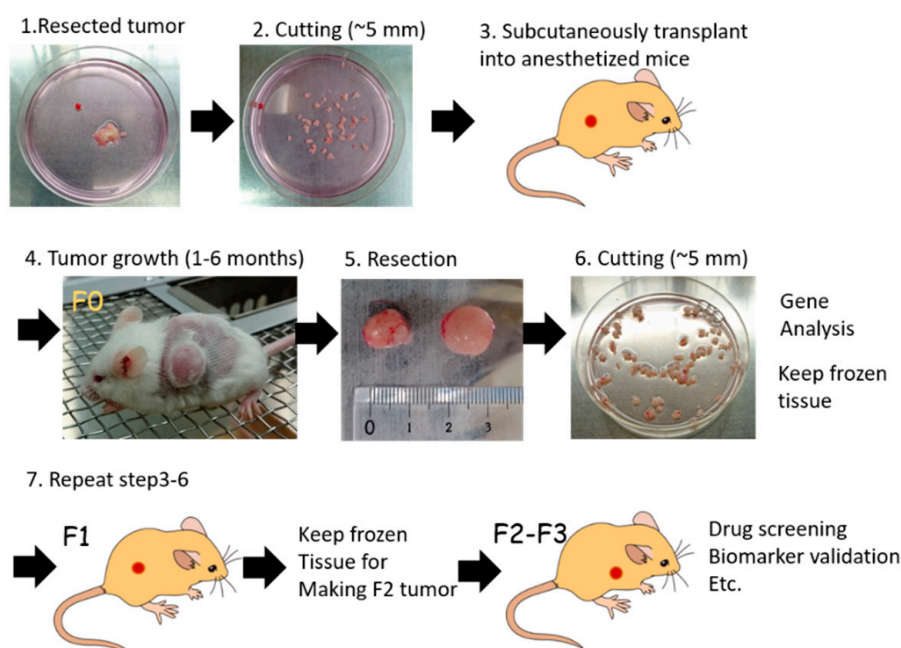 1.Resected tumor
2. Cutting (~5 mm)
3. Subcutaneously transplant
into anesthetized mice
4. Tumor growth (1-6 months)
F0
5. Resection
0 1 2 3
6. Cutting (~5 mm)
Gene
Analysis
Keep frozen
tissue
7. Repeat step3-6
F1
Keep frozen
Tissue for
Making F2 tumor
F2-F3
Drug screening
Biomarker validation
Etc.